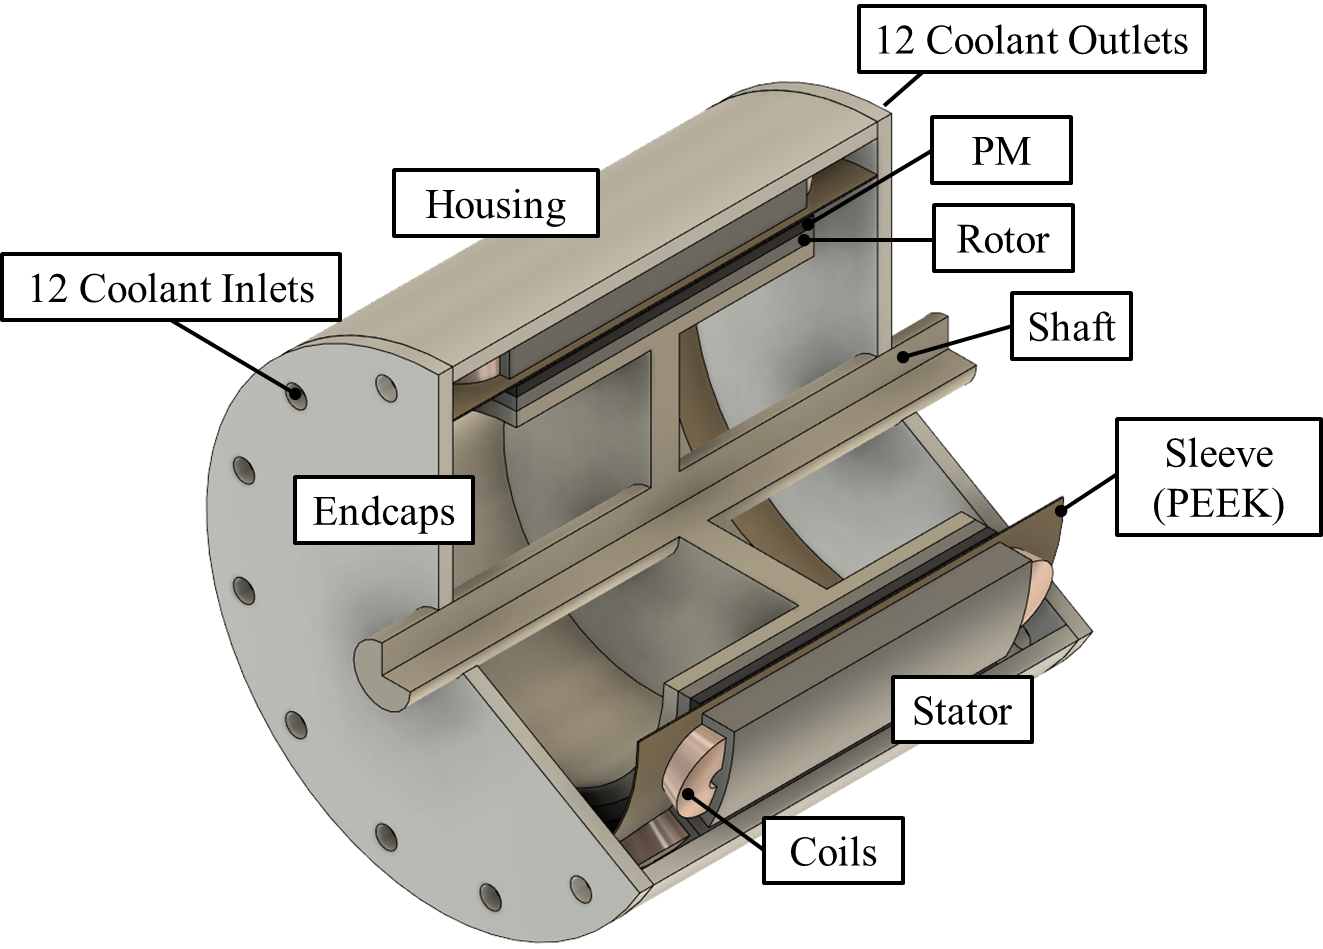 12 Coolant Outlets
PM
Housing
Rotor
12 Coolant Inlets
Shaft
Sleeve
(PEEK)
Endcaps
Stator
Coils